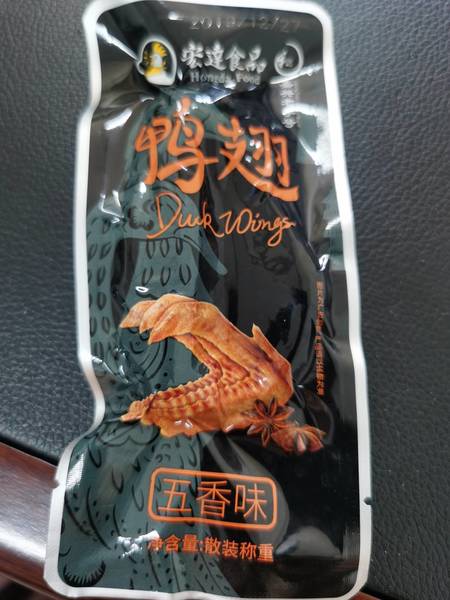 2019/12/27
宏達食品
Hongda Food
鸭翅
Duck Wings
五香味
净含量:散装称重